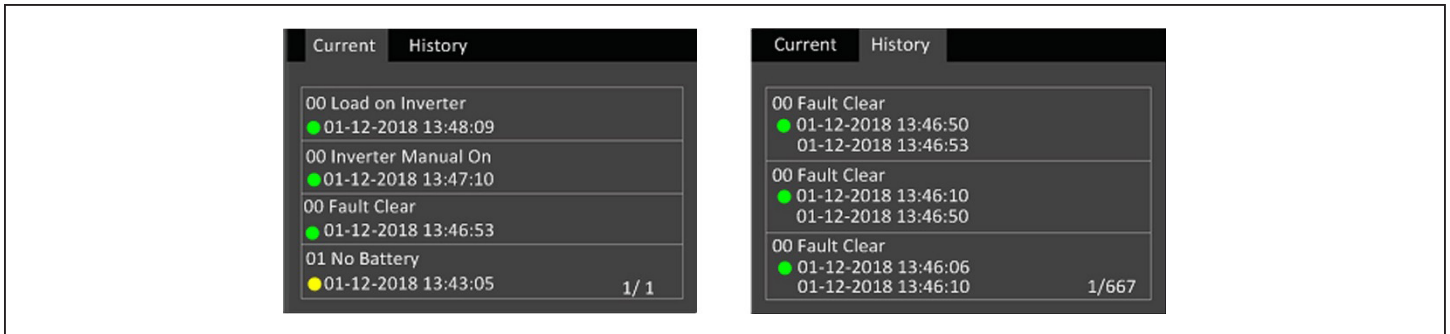 Current History
00 Load on Inverter
01-12-2018 13:48:09
00 Inverter Manual On
01-12-2018 13:47:10
00 Fault Clear
01-12-2018 13:46:53
01 No Battery
01-12-2018 13:43:05 1/ 1
Current History
00 Fault Clear
01-12-2018 13:46:50
01-12-2018 13:46:53
00 Fault Clear
01-12-2018 13:46:10
01-12-2018 13:46:50
00 Fault Clear
01-12-2018 13:46:06
01-12-2018 13:46:10 1/667